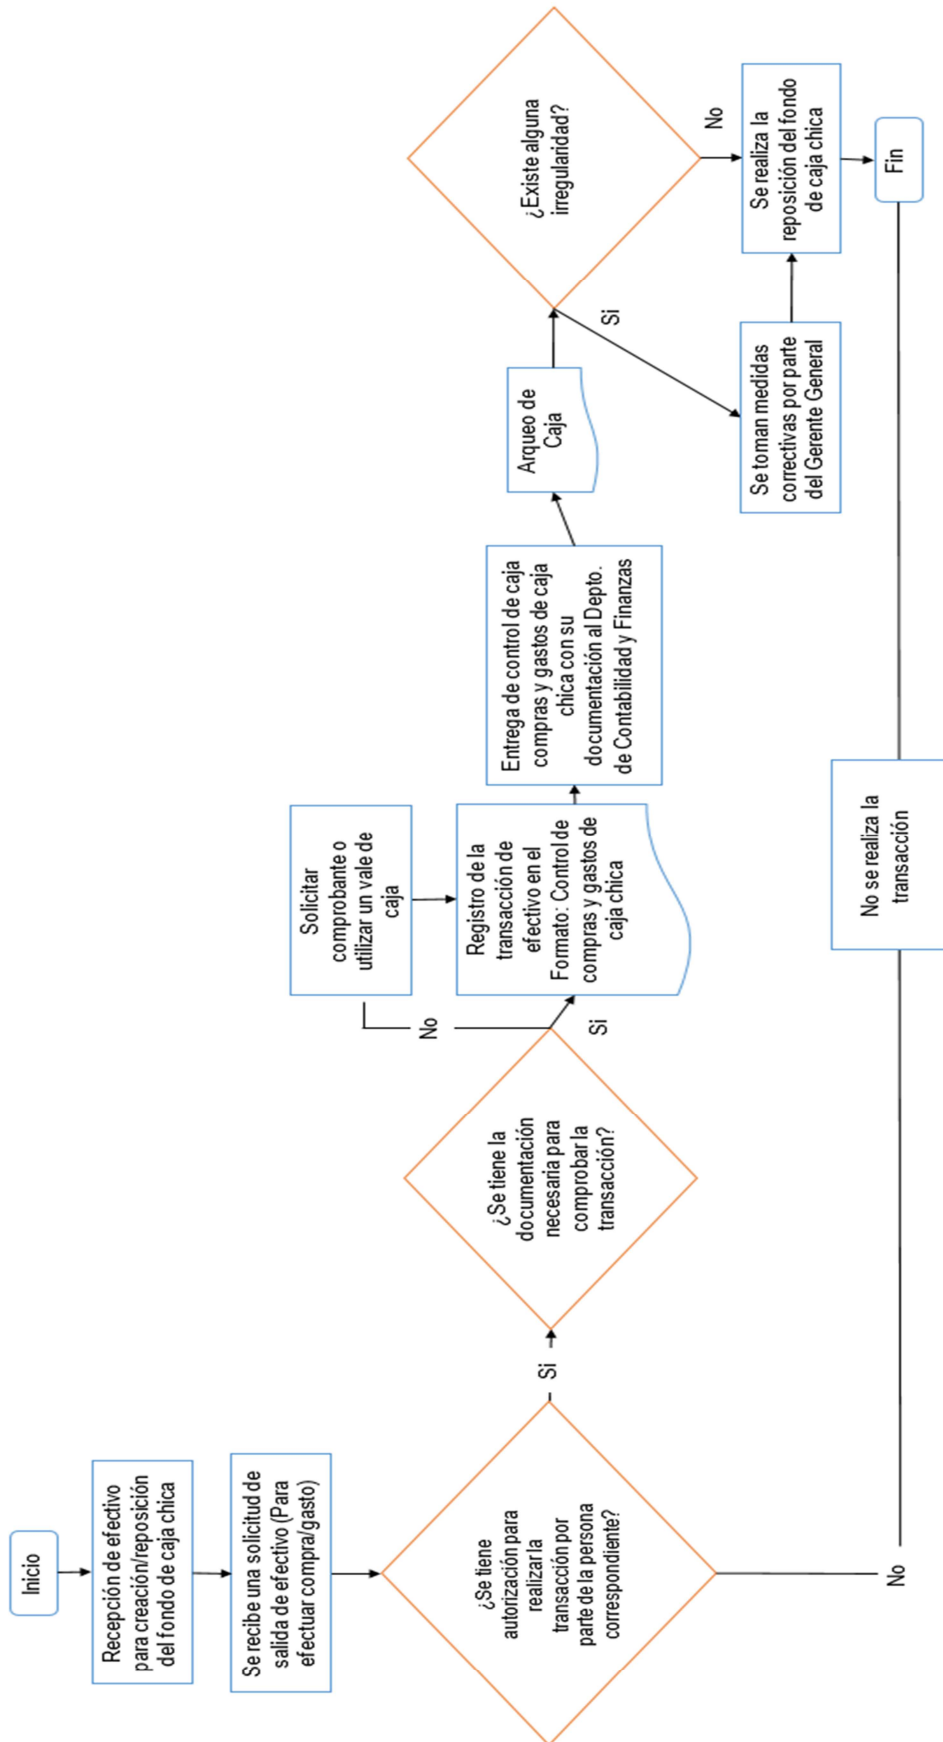 Inicio
Recepción de efectivo
para creación/reposición
del fondo de caja chica
Se recibe una solicitud de
salida de efectivo (Para
efectuar compra/gasto)
¿Se tiene
autorización para
realizar la
transacción por
parte de la persona
correspondiente?
Si
No
¿Se tiene la
documentación
necesaria para
comprobar la
transacción?
No
Si
Solicitar
comprobante o
utilizar un vale de
caja
Registro de la
transacción de
efectivo en el
Formato: Control de
compras y gastos de
caja chica
Entrega de control de caja
compras y gastos de caja
chica con su
documentación al Depto.
de Contabilidad y Finanzas
Arqueo de
Caja
¿Existe alguna
irregularidad?
Si
No
Se toman medidas
correctivas por parte
del Gerente General
Se realiza la
reposición del fondo
de caja chica
No se realiza la
transacción
Fin